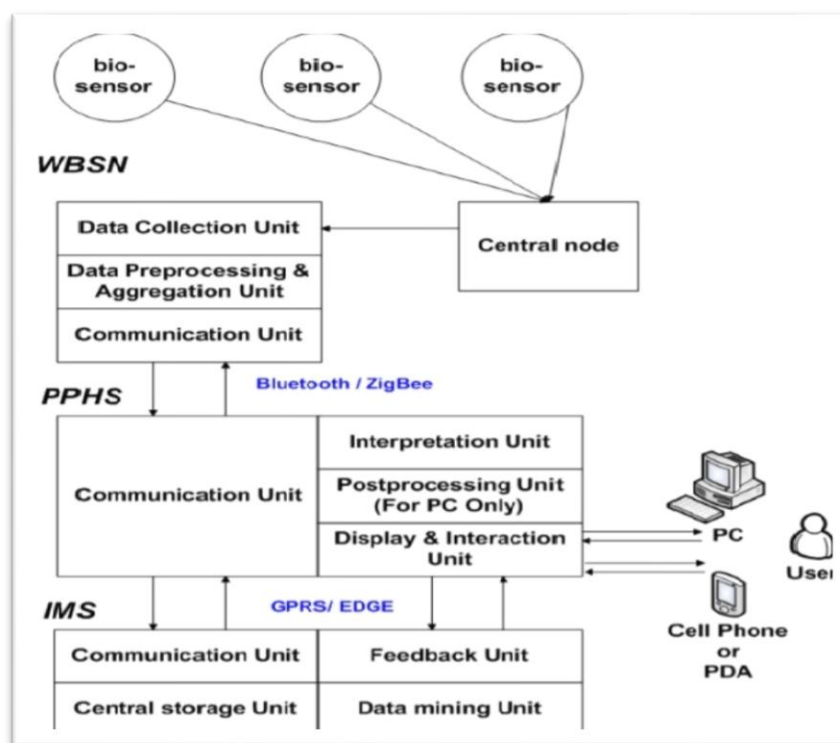 bio-
sensor
bio-
sensor
bio-
sensor
WBSN
Data Collection Unit
Central node
Data Preprocessing &
Aggregation Unit
Communication Unit
Bluetooth / ZigBee
PPHS
Communication Unit
Interpretation Unit
Postprocessing Unit
(For PC Only)
Display & Interaction
Unit
PC
User
IMS
GPRS/ EDGE
Cell Phone
or
PDA
Communication Unit
Feedback Unit
Central storage Unit
Data mining Unit